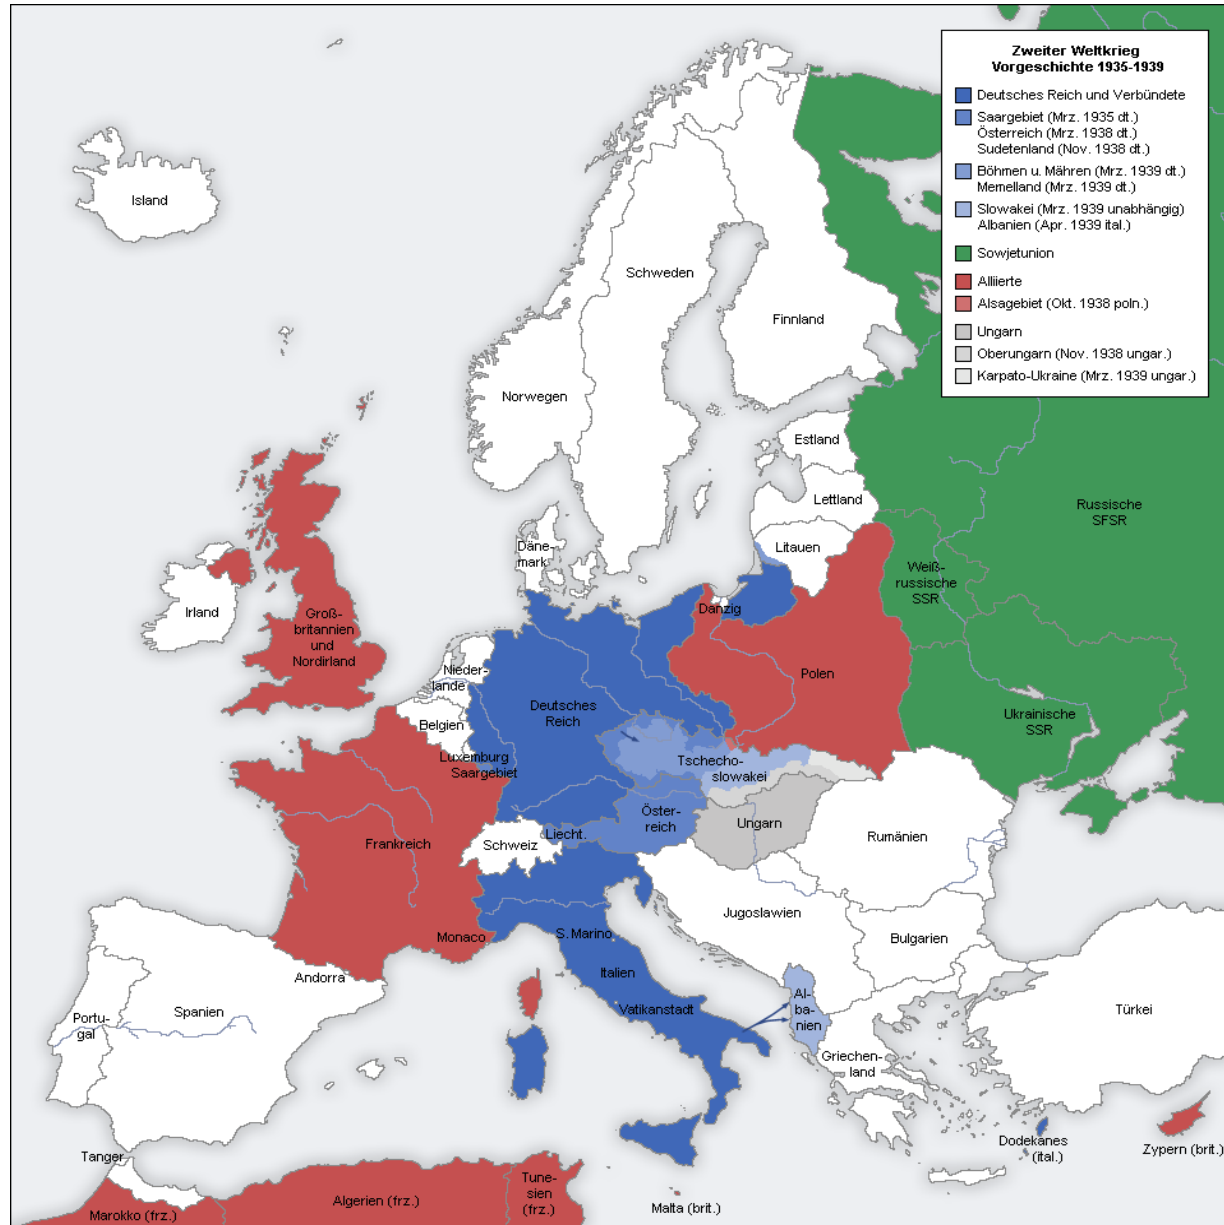 Zweiter Weltkrieg
Vorgeschichte 1935-1939
Deutsches Reich und Verbündete
Saargebiet (Mrz. 1935 dt.)
Österreich (Mrz. 1938 dt.)
Sudetenland (Nov. 1938 dt.)
Böhmen u. Mähren (Mrz. 1939 dt.)
Memelland (Mrz. 1939 dt.)
Slowakei (Mrz. 1939 unabhängig)
Albanien (Apr. 1939 ital.)
Sowjetunion
Alliierte
Alsagebiet (Okt. 1938 poln.)
Ungarn
Oberungarn (Nov. 1938 ungar.)
Karpato-Ukraine (Mrz. 1939 ungar.)
Island
Schweden
Finnland
Norwegen
Estland
Lettland
Russische
SFSR
Litauen
Däne-
mark
Weiß-
russische
SSR
Irland
Groß-
britannien
und
Nordirland
Danzig
Polen
Nieder-
lande
Deutsches
Reich
Belgien
Ukrainische
SSR
Luxemburg
Saargebiet
Tschecho-
slowakei
Öster-
reich
Liecht.
Ungarn
Rumänien
Frankreich
Schweiz
Jugoslawien
Bulgarien
Monaco
S. Marino
Italien
Andorra
Vatikanstadt
Al-
ba-
nien
Portu-
gal
Spanien
Türkei
Griechen-
land
Dodekanes
(ital.)
Zypern (brit.)
Tanger
Marokko (frz.)
Algerien (frz.)
Tune-
sien
(frz.)
Malta (brit.)